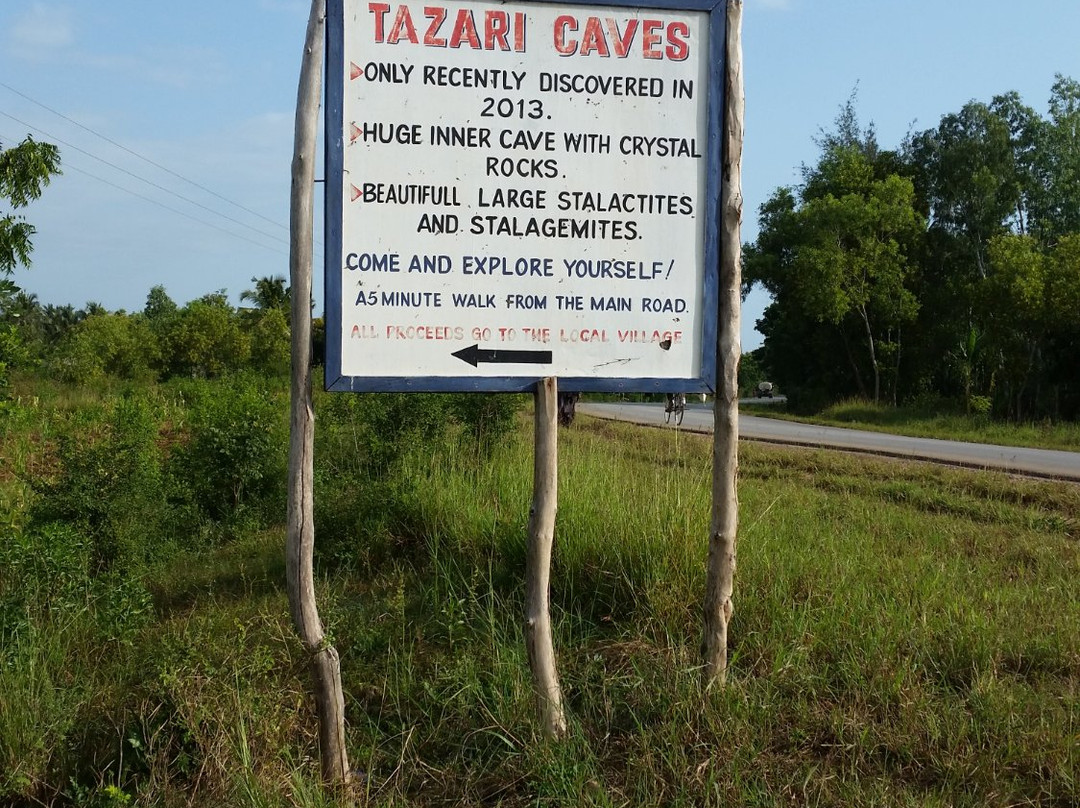 TAZARI CAVES
ONLY RECENTLY DISCOVERED IN
2013.
HUGE INNER CAVE WITH CRYSTAL
ROCKS.
BEAUTIFULL LARGE STALACTITES
AND STALAGEMITES.
COME AND EXPLORE YOURSELF!
A 5 MINUTE WALK FROM THE MAIN ROAD.
ALL PROCEEDS GO TO THE LOCAL VILLAGE